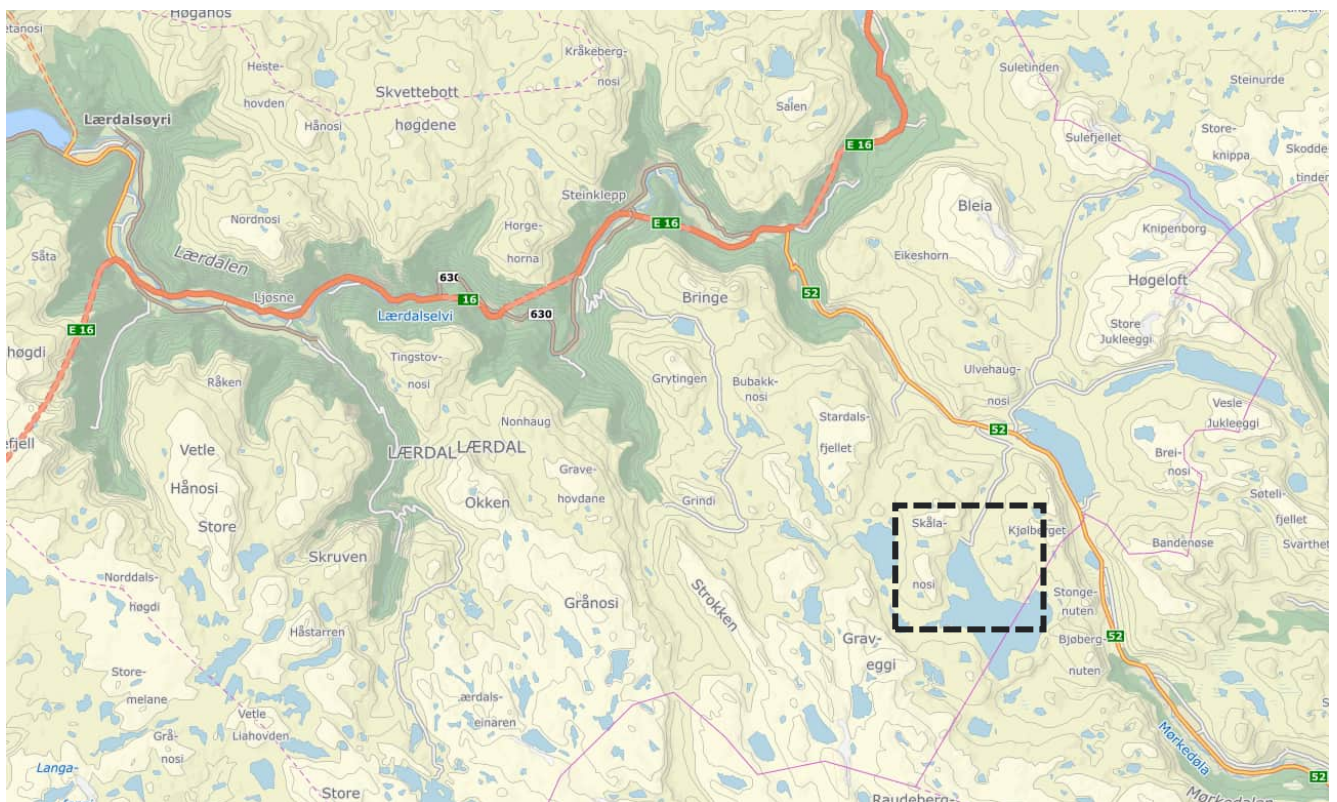 Høganos
Kråkeberg-
nosi
Suletinden
Steinurde
Heste-
hovden
Skvettebott
høgdene
Hånosi
Salen
Lærdalsøyri
Sulefjellet
Store-
knippa
Skodde
tinden
E 16
Steinklepp
Nordnosi
Bleia
Horge-
horna
E 16
Knipenborg
Såta
Lærdalen
Eikeshorn
Høgeloft
Ljøsne
630
16
630
Bringe
52
Lærdalselvi
Store
Jukleeggi
E 16
høgdi
Tingstov-
nosi
Råken
Grytingen
Bubakk-
nosi
Ulvehaug-
nosi
Nonhaug
Stardals-
fjellet
52
Vesle
Jukleeggi
efjell
Vetle
Hånosi
LÆRDAL
LÆRDAL
Brei-
nosi
Okken
Grave-
hovdane
Grindi
Søteli-
fjellet
Store
Skåla-
nosi
Kjølberget
Bandenøse
Svarthet
Skruven
Norddals-
høgdi
Grånosi
Strokken
Stonge-
nuten
Håstarren
Grav-
eggi
Bjøberg-
nuten
52
Store-
melane
ærdals-
einaren
Vetle
Liahovden
Grå-
nosi
Mørkedøla
Langa-
Store
Raudeberg-
Mørkedalen
52